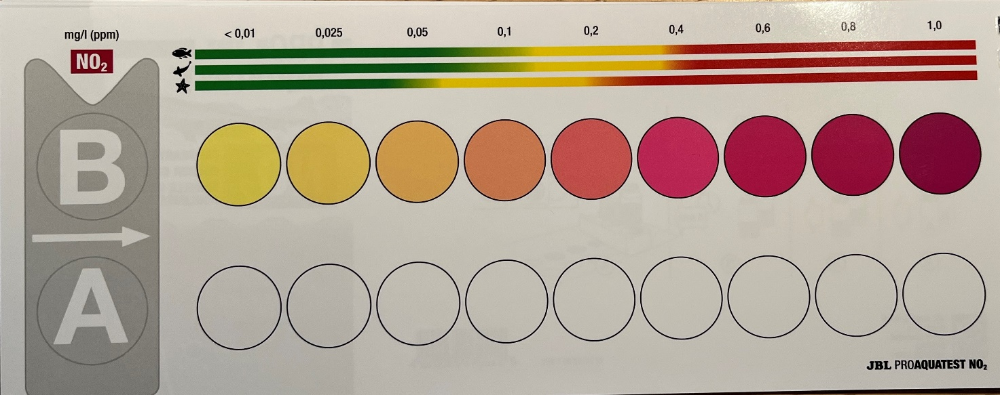 mg/l (ppm)
< 0,01 0,025 0,05 0,1 0,2 0,4 0,6 0,8 1,0
NO₂
B
A
JBL PROAQUATEST NO₂